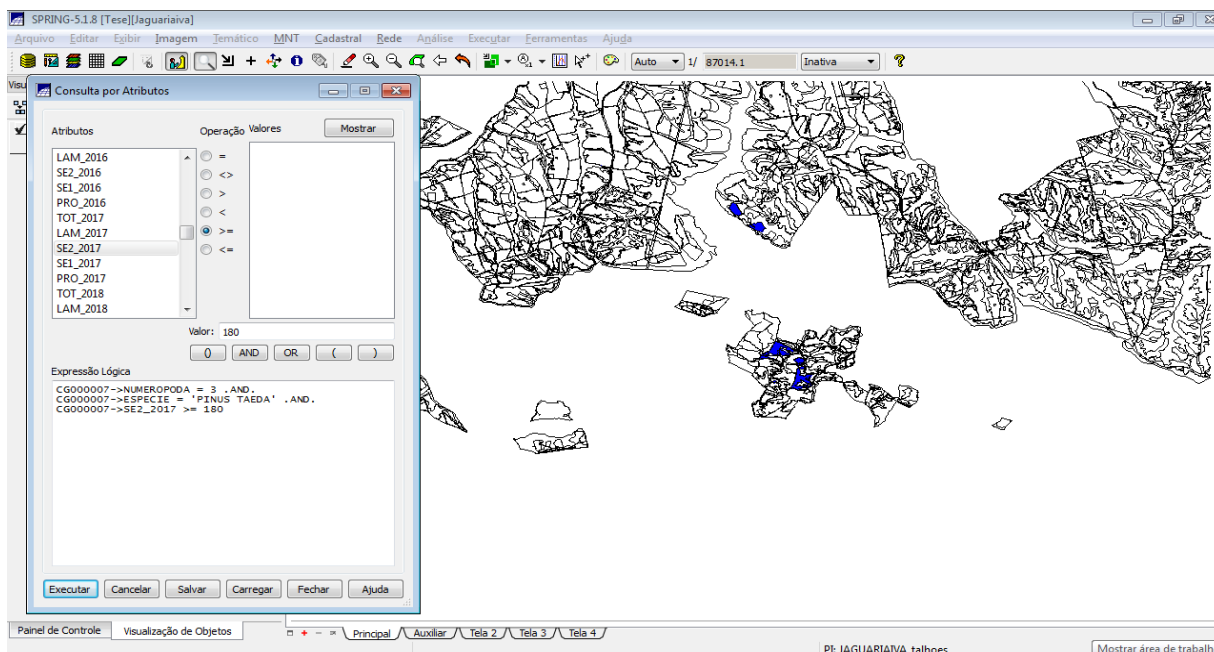 SPRING-5.1.8 [Tese][Jaguariaiva]
Arquivo Editar Exibir Imagem Temático MNT Cadastral Rede Análise Executar Ferramentas Ajuda
Auto 1/ 87014.1 Inativa
Visu
Consulta por Atributos
Atributos Operação Valores Mostrar
LAM_2016 =
SE2_2016 <>
SE1_2016 >
PRO_2016
TOT_2017 <
LAM_2017 >=
SE2_2017 <=
SE1_2017
PRO_2017
TOT_2018
LAM_2018
Valor: 180
() AND OR ( )
Expressão Lógica
CG000007->NUMEROPODA = 3 .AND.
CG000007->ESPECIE = 'PINUS TAEDA' .AND.
CG000007->SE2_2017 >= 180
Executar Cancelar Salvar Carregar Fechar Ajuda
Painel de Controle Visualização de Objetos Principal Auxiliar Tela 2 Tela 3 Tela 4
PI: JAGUARIAIVA_talhoes Mostrar área de trabalh